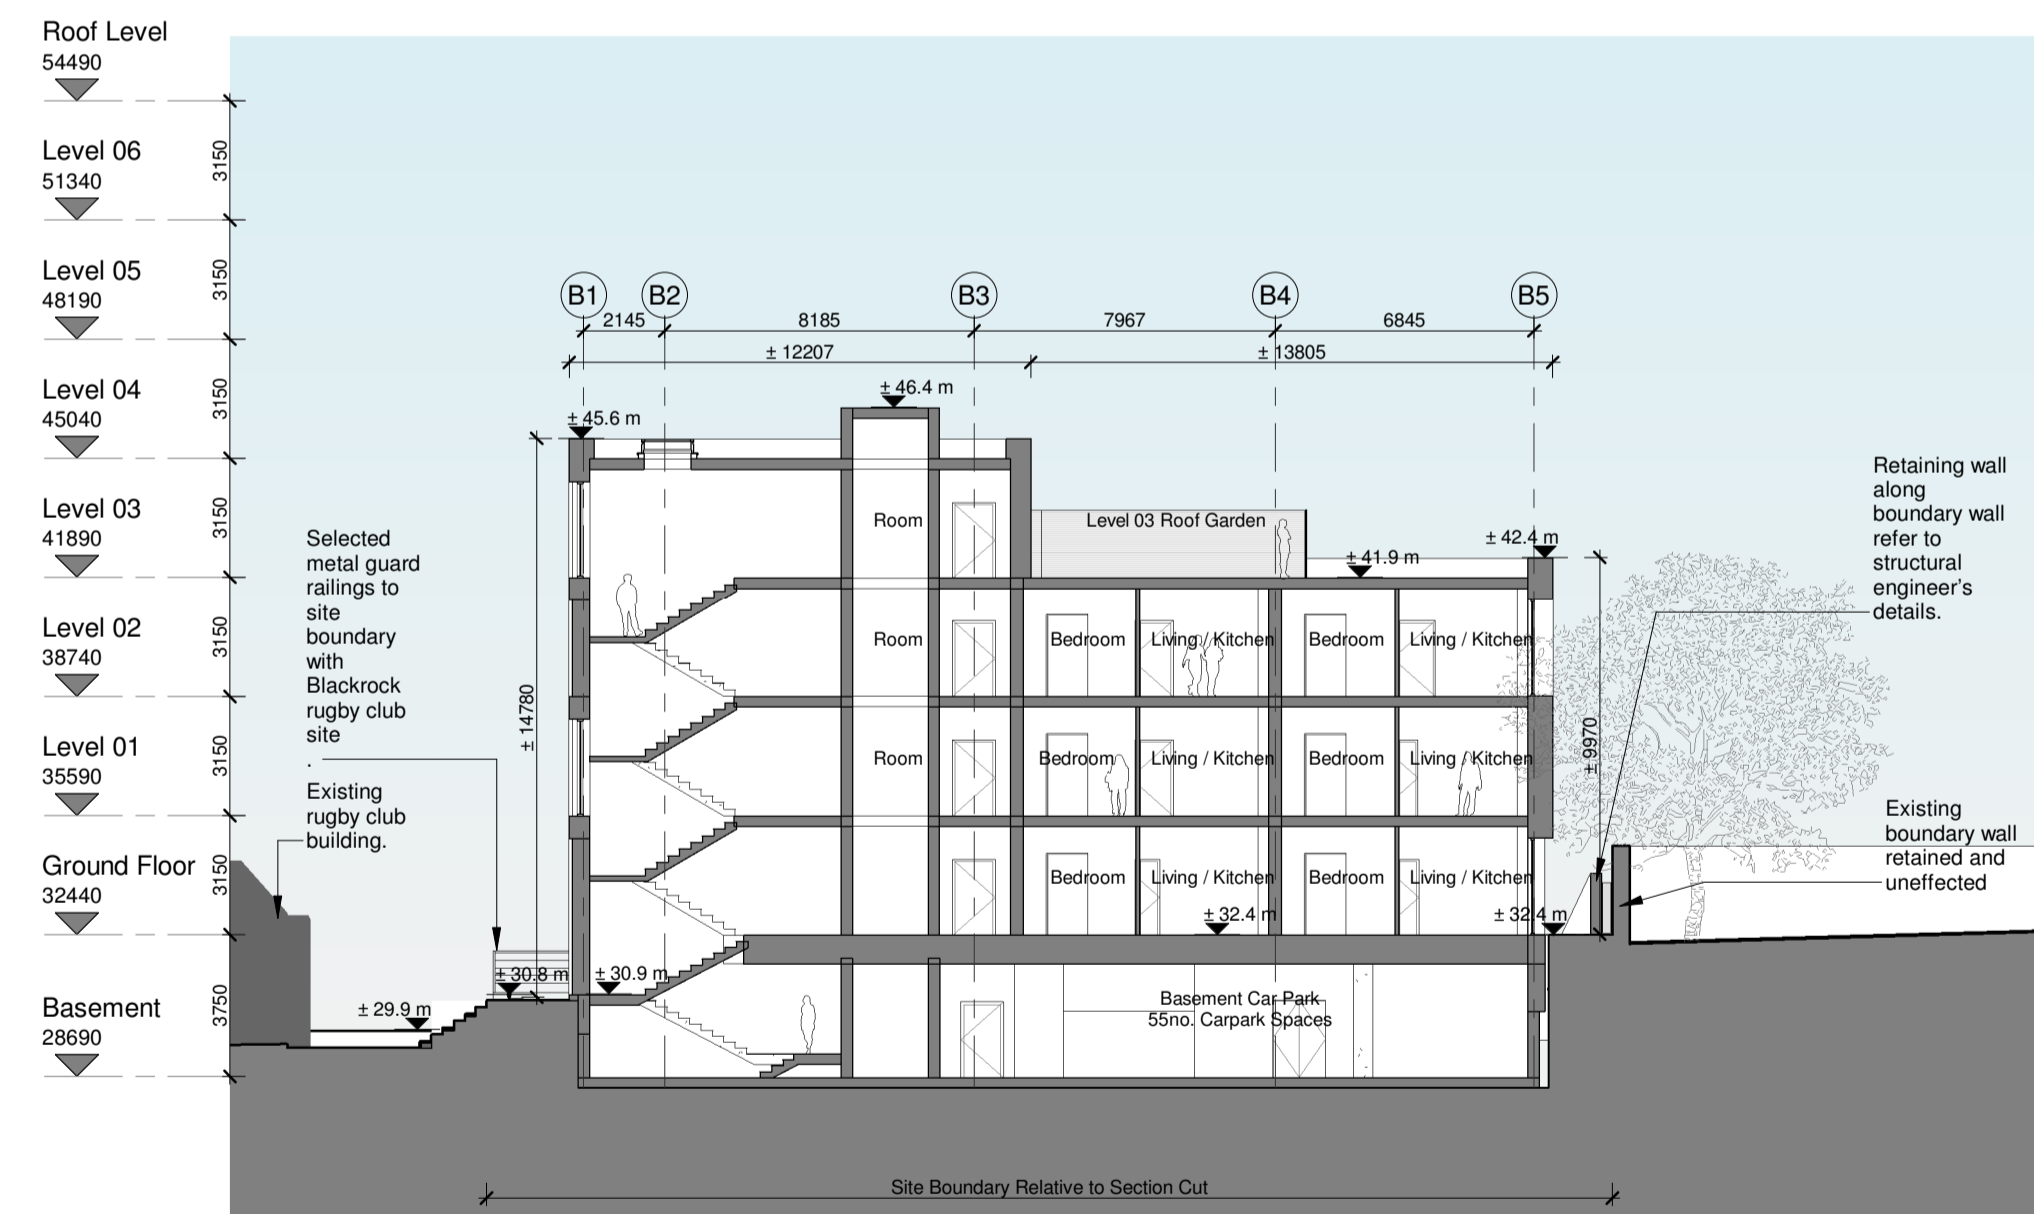 Roof Level
54490
Level 06
51340
Level 05
48190
Level 04
45040
Level 03
41890
Level 02
38740
Level 01
35590
Ground Floor
32440
Basement
28690
3150
3150
3150
3150
3150
3150
3150
3750
B1
B2
B3
B4
B5
2145
8185
7967
6845
± 12207
± 13805
± 46.4 m
± 45.6 m
± 42.4 m
± 41.9 m
Level 03 Roof Garden
Room
Room
Bedroom
Living / Kitchen
Bedroom
Living / Kitchen
Room
Bedroom
Living / Kitchen
Bedroom
Living / Kitchen
Bedroom
Living / Kitchen
Bedroom
Living / Kitchen
± 32.4 m
± 32.4 m
± 14780
± 9970
± 30.8 m
± 30.9 m
± 29.9 m
Basement Car Park
55no. Carpark Spaces
Selected
metal guard
railings to
site
boundary
with
Blackrock
rugby club
site
.
Existing
rugby club
building.
Retaining wall
along
boundary wall
refer to
structural
engineer's
details.
Existing
boundary wall
retained and
uneffected
Site Boundary Relative to Section Cut